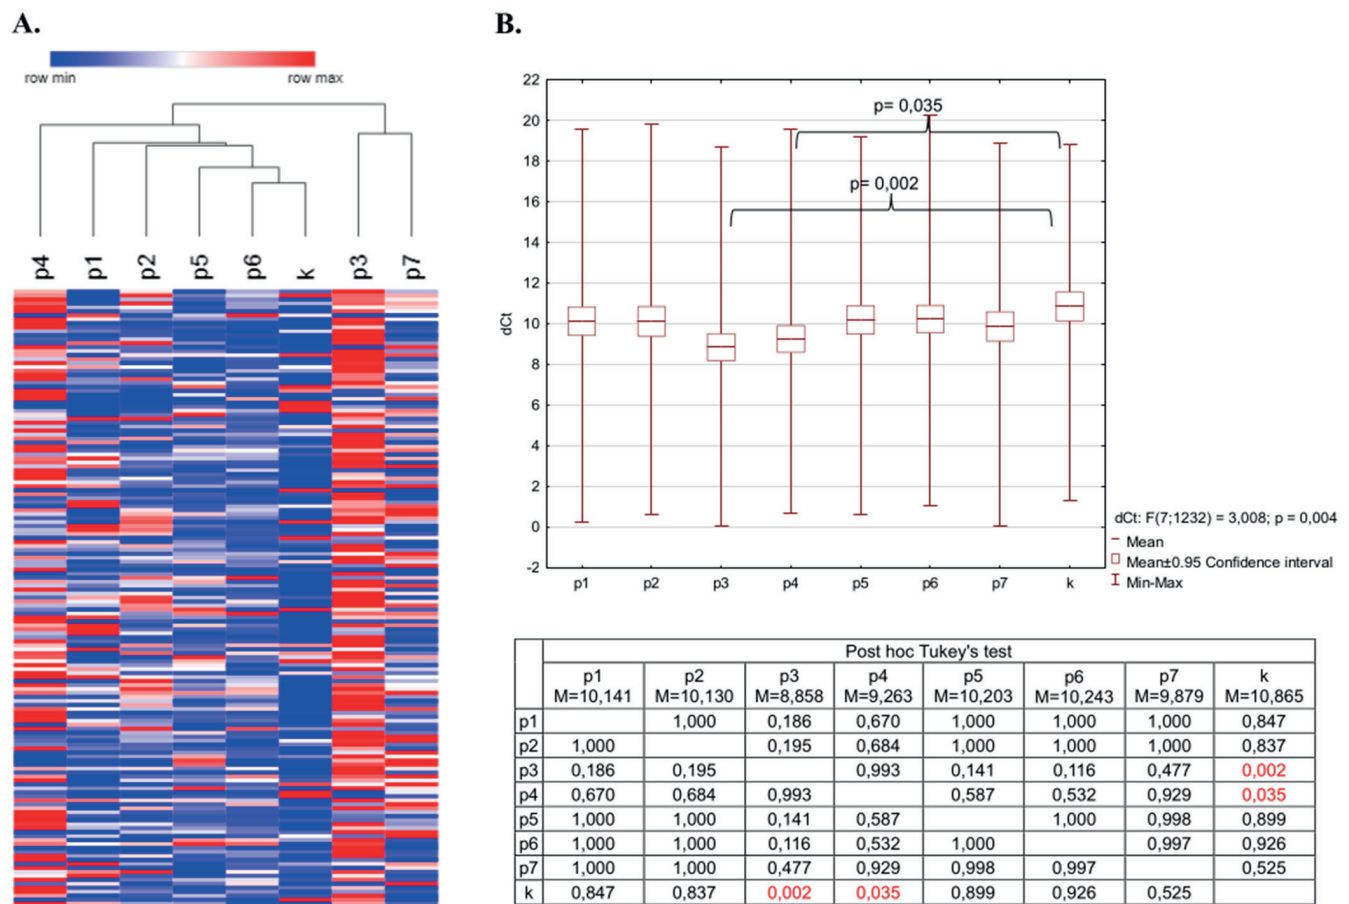 A.
row min row max
p4 p1 p2 p5 p6 k p3 p7
B.
22
20
18
16
14
12
10
8
6
4
2
0
-2
dCt
p= 0,035
p= 0,002
p1 p2 p3 p4 p5 p6 p7 k
dCt: F(7;1232) = 3,008; p = 0,004
Mean
Mean±0.95 Confidence interval
Min-Max
Post hoc Tukey's test
p1 p2 p3 p4 p5 p6 p7 k
M=10,141 M=10,130 M=8,858 M=9,263 M=10,203 M=10,243 M=9,879 M=10,865
p1 1,000 0,186 0,670 1,000 1,000 1,000 0,847
p2 1,000 0,195 0,684 1,000 1,000 1,000 0,837
p3 0,186 0,195 0,993 0,141 0,116 0,477 0,002
p4 0,670 0,684 0,993 0,587 0,532 0,929 0,035
p5 1,000 1,000 0,141 0,587 1,000 0,998 0,899
p6 1,000 1,000 0,116 0,532 1,000 0,997 0,926
p7 1,000 1,000 0,477 0,929 0,998 0,997 0,525
k 0,847 0,837 0,002 0,035 0,899 0,926 0,525